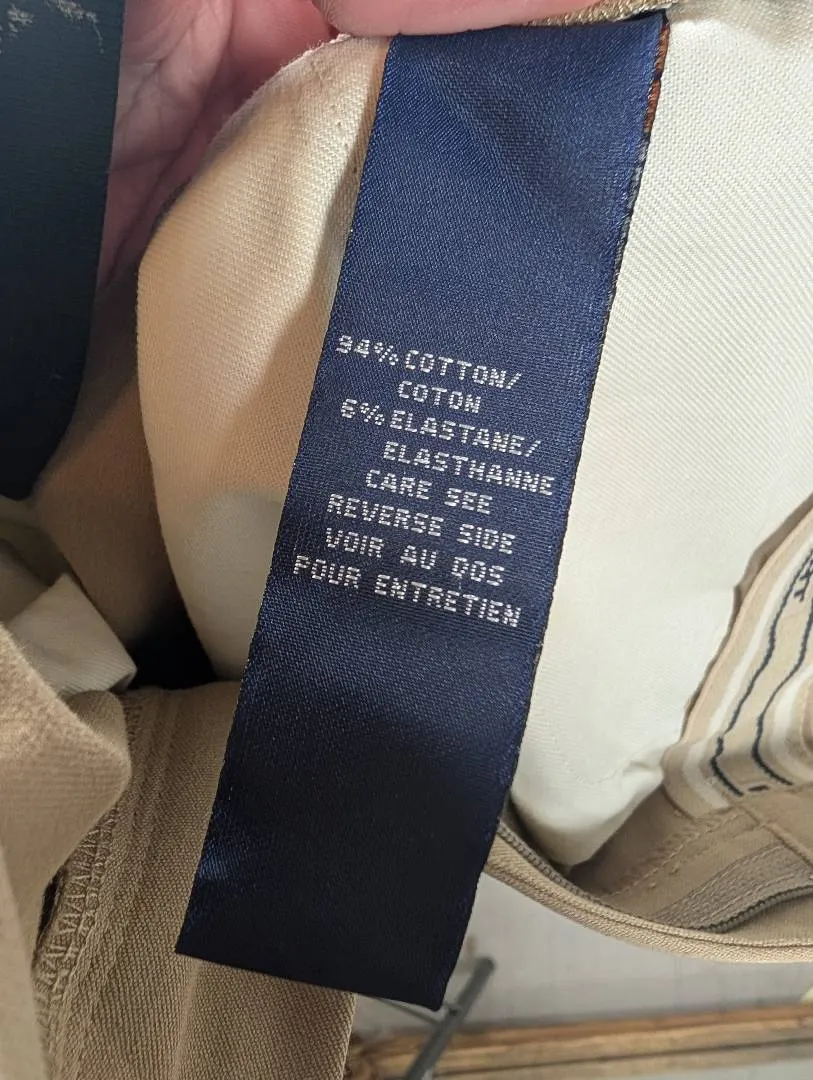 94% COTTON/
COTON
6% ELASTANE/
ELASTHANNE
CARE SEE
REVERSE SIDE
VOIR AU DOS
POUR ENTRETIEN